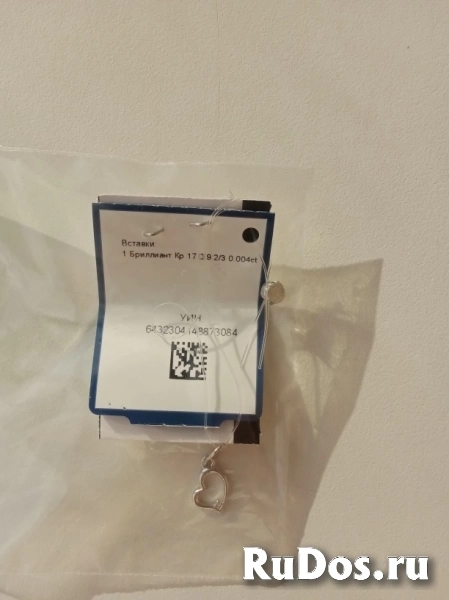 Вставки
1 Бриллиант Кр 17 0.9 2/3 0.004ct
УИН
6432304148873084
RuDos.ru